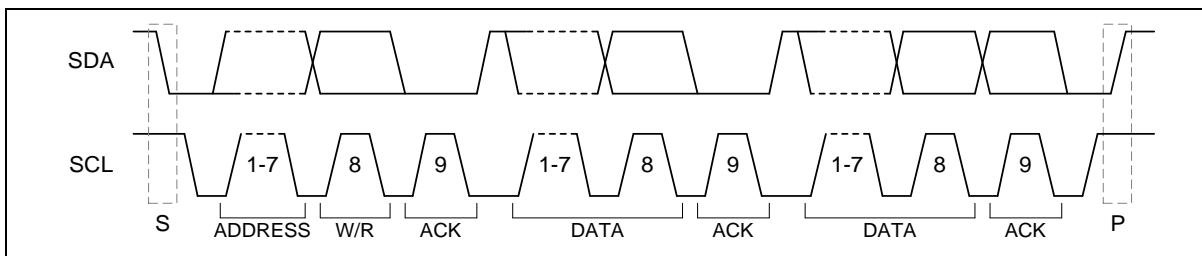 SDA
SCL
1-7 8 9 1-7 8 9 1-7 8 9
S ADDRESS W/R ACK DATA ACK DATA ACK P